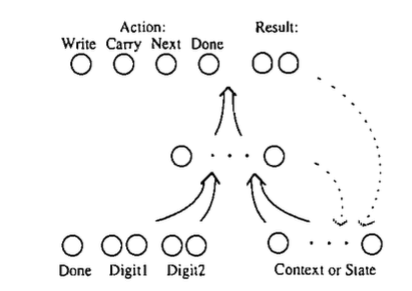 Action: Result:
Write Carry Next Done
Done Digit1 Digit2 Context or State